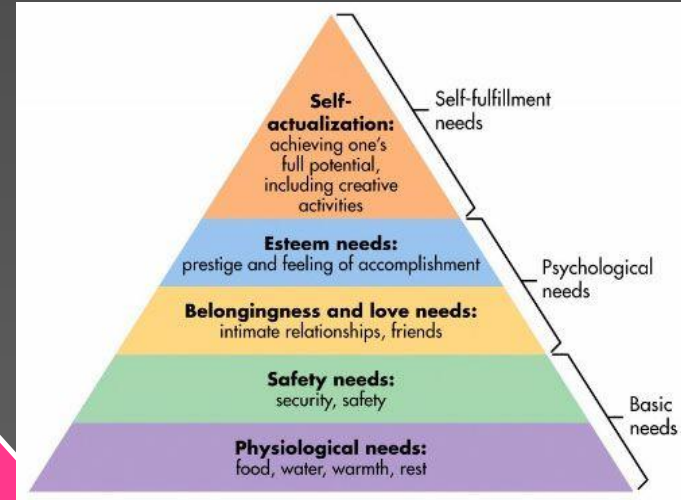 Self-
actualization:
achieving one's
full potential,
including creative
activities
Self-fulfillment
needs
Esteem needs:
prestige and feeling of accomplishment
Psychological
needs
Belongingness and love needs:
intimate relationships, friends
Safety needs:
security, safety
Basic
needs
Physiological needs:
food, water, warmth, rest